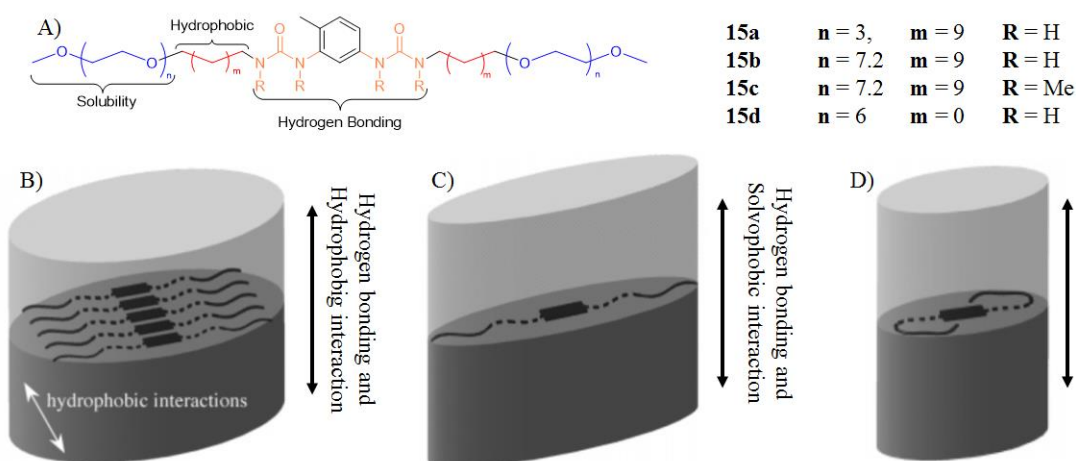 A)
Hydrophobic
O O
O O n m N N N N m O O n
R R R R
Solubility
Hydrogen Bonding
15a n = 3, m = 9 R = H
15b n = 7.2 m = 9 R = H
15c n = 7.2 m = 9 R = Me
15d n = 6 m = 0 R = H
B)
Hydrogen bonding and
Hydrophobig interaction
hydrophobic interactions
C)
Hydrogen bonding and
Solvophobic interaction
D)